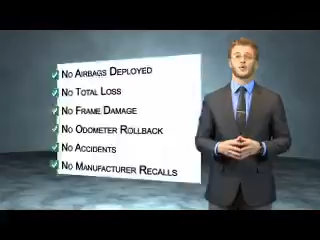 No Airbags Deployed
No Total Loss
No Frame Damage
No Odometer Rollback
No Accidents
No Manufacturer Recalls